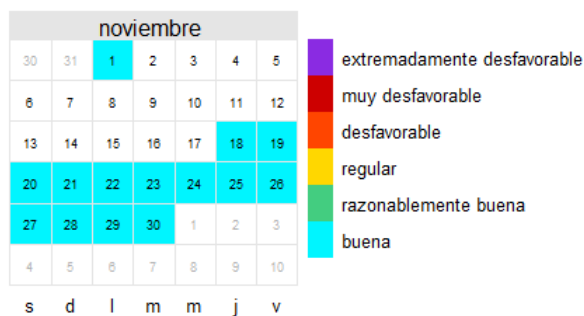 noviembre
30 31 1 2 3 4 5
6 7 8 9 10 11 12
13 14 15 16 17 18 19
20 21 22 23 24 25 26
27 28 29 30 1 2 3
4 5 6 7 8 9 10
s d l m m j v
extremadamente desfavorable
muy desfavorable
desfavorable
regular
razonablemente buena
buena